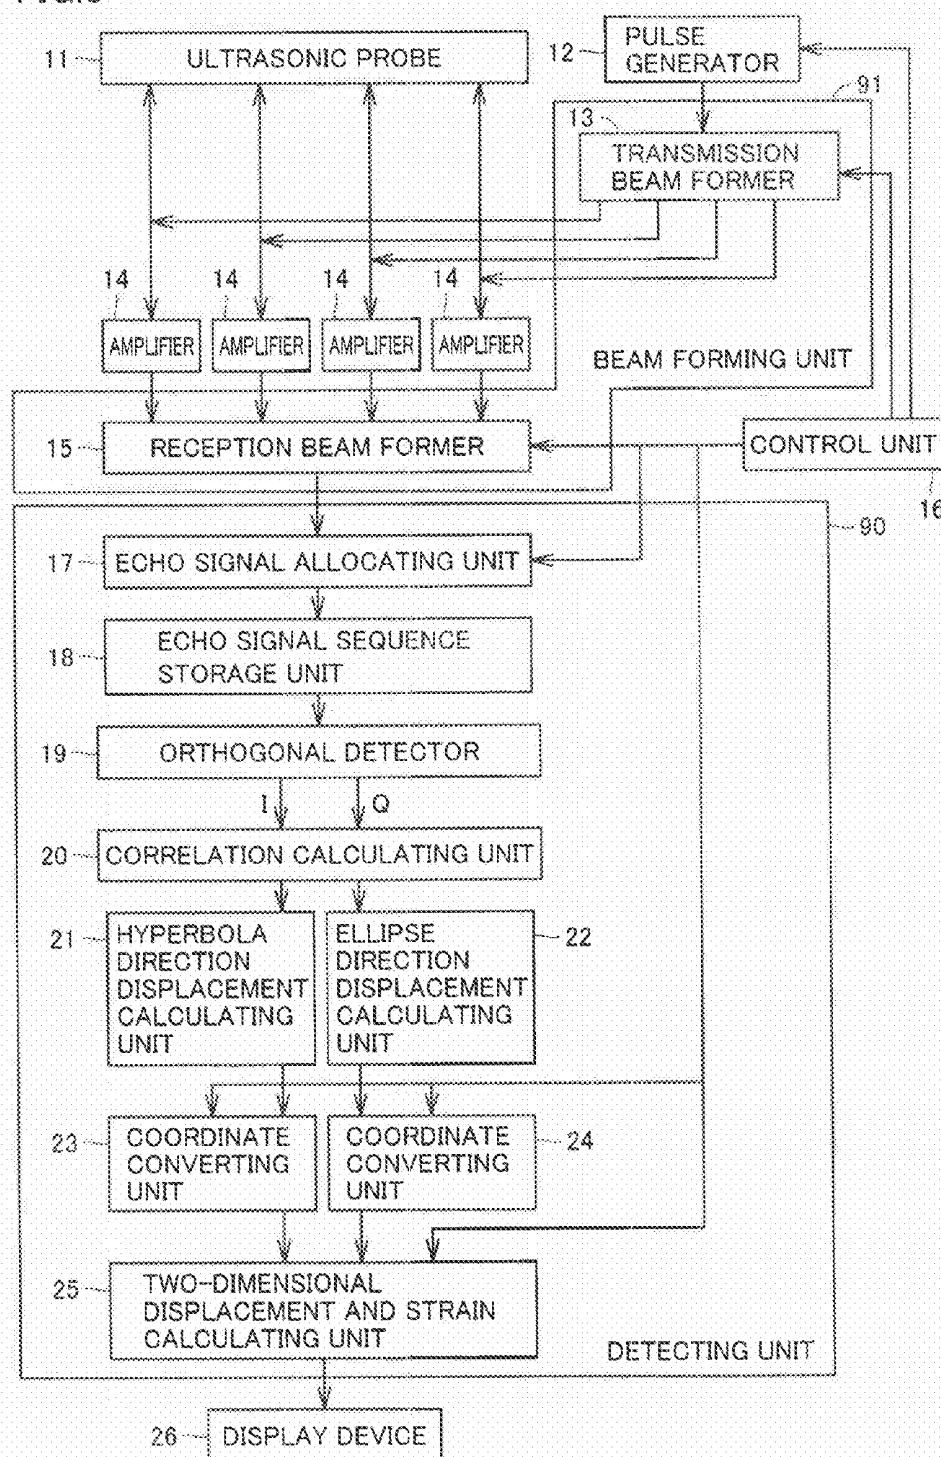 11
ULTRASONIC PROBE
12
PULSE
GENERATOR
91
13
TRANSMISSION
BEAM FORMER
14
14
14
14
AMPLIFIER
AMPLIFIER
AMPLIFIER
AMPLIFIER
BEAM FORMING UNIT
15
RECEPTION BEAM FORMER
CONTROL UNIT
16
90
17
ECHO SIGNAL ALLOCATING UNIT
18
ECHO SIGNAL SEQUENCE
STORAGE UNIT
19
ORTHOGONAL DETECTOR
I
Q
20
CORRELATION CALCULATING UNIT
21
HYPERBOLA
DIRECTION
DISPLACEMENT
CALCULATING
UNIT
ELLIPSE
DIRECTION
DISPLACEMENT
CALCULATING
UNIT
22
23
COORDINATE
CONVERTING
UNIT
COORDINATE
CONVERTING
UNIT
24
25
TWO-DIMENSIONAL
DISPLACEMENT AND STRAIN
CALCULATING UNIT
DETECTING UNIT
26
DISPLAY DEVICE